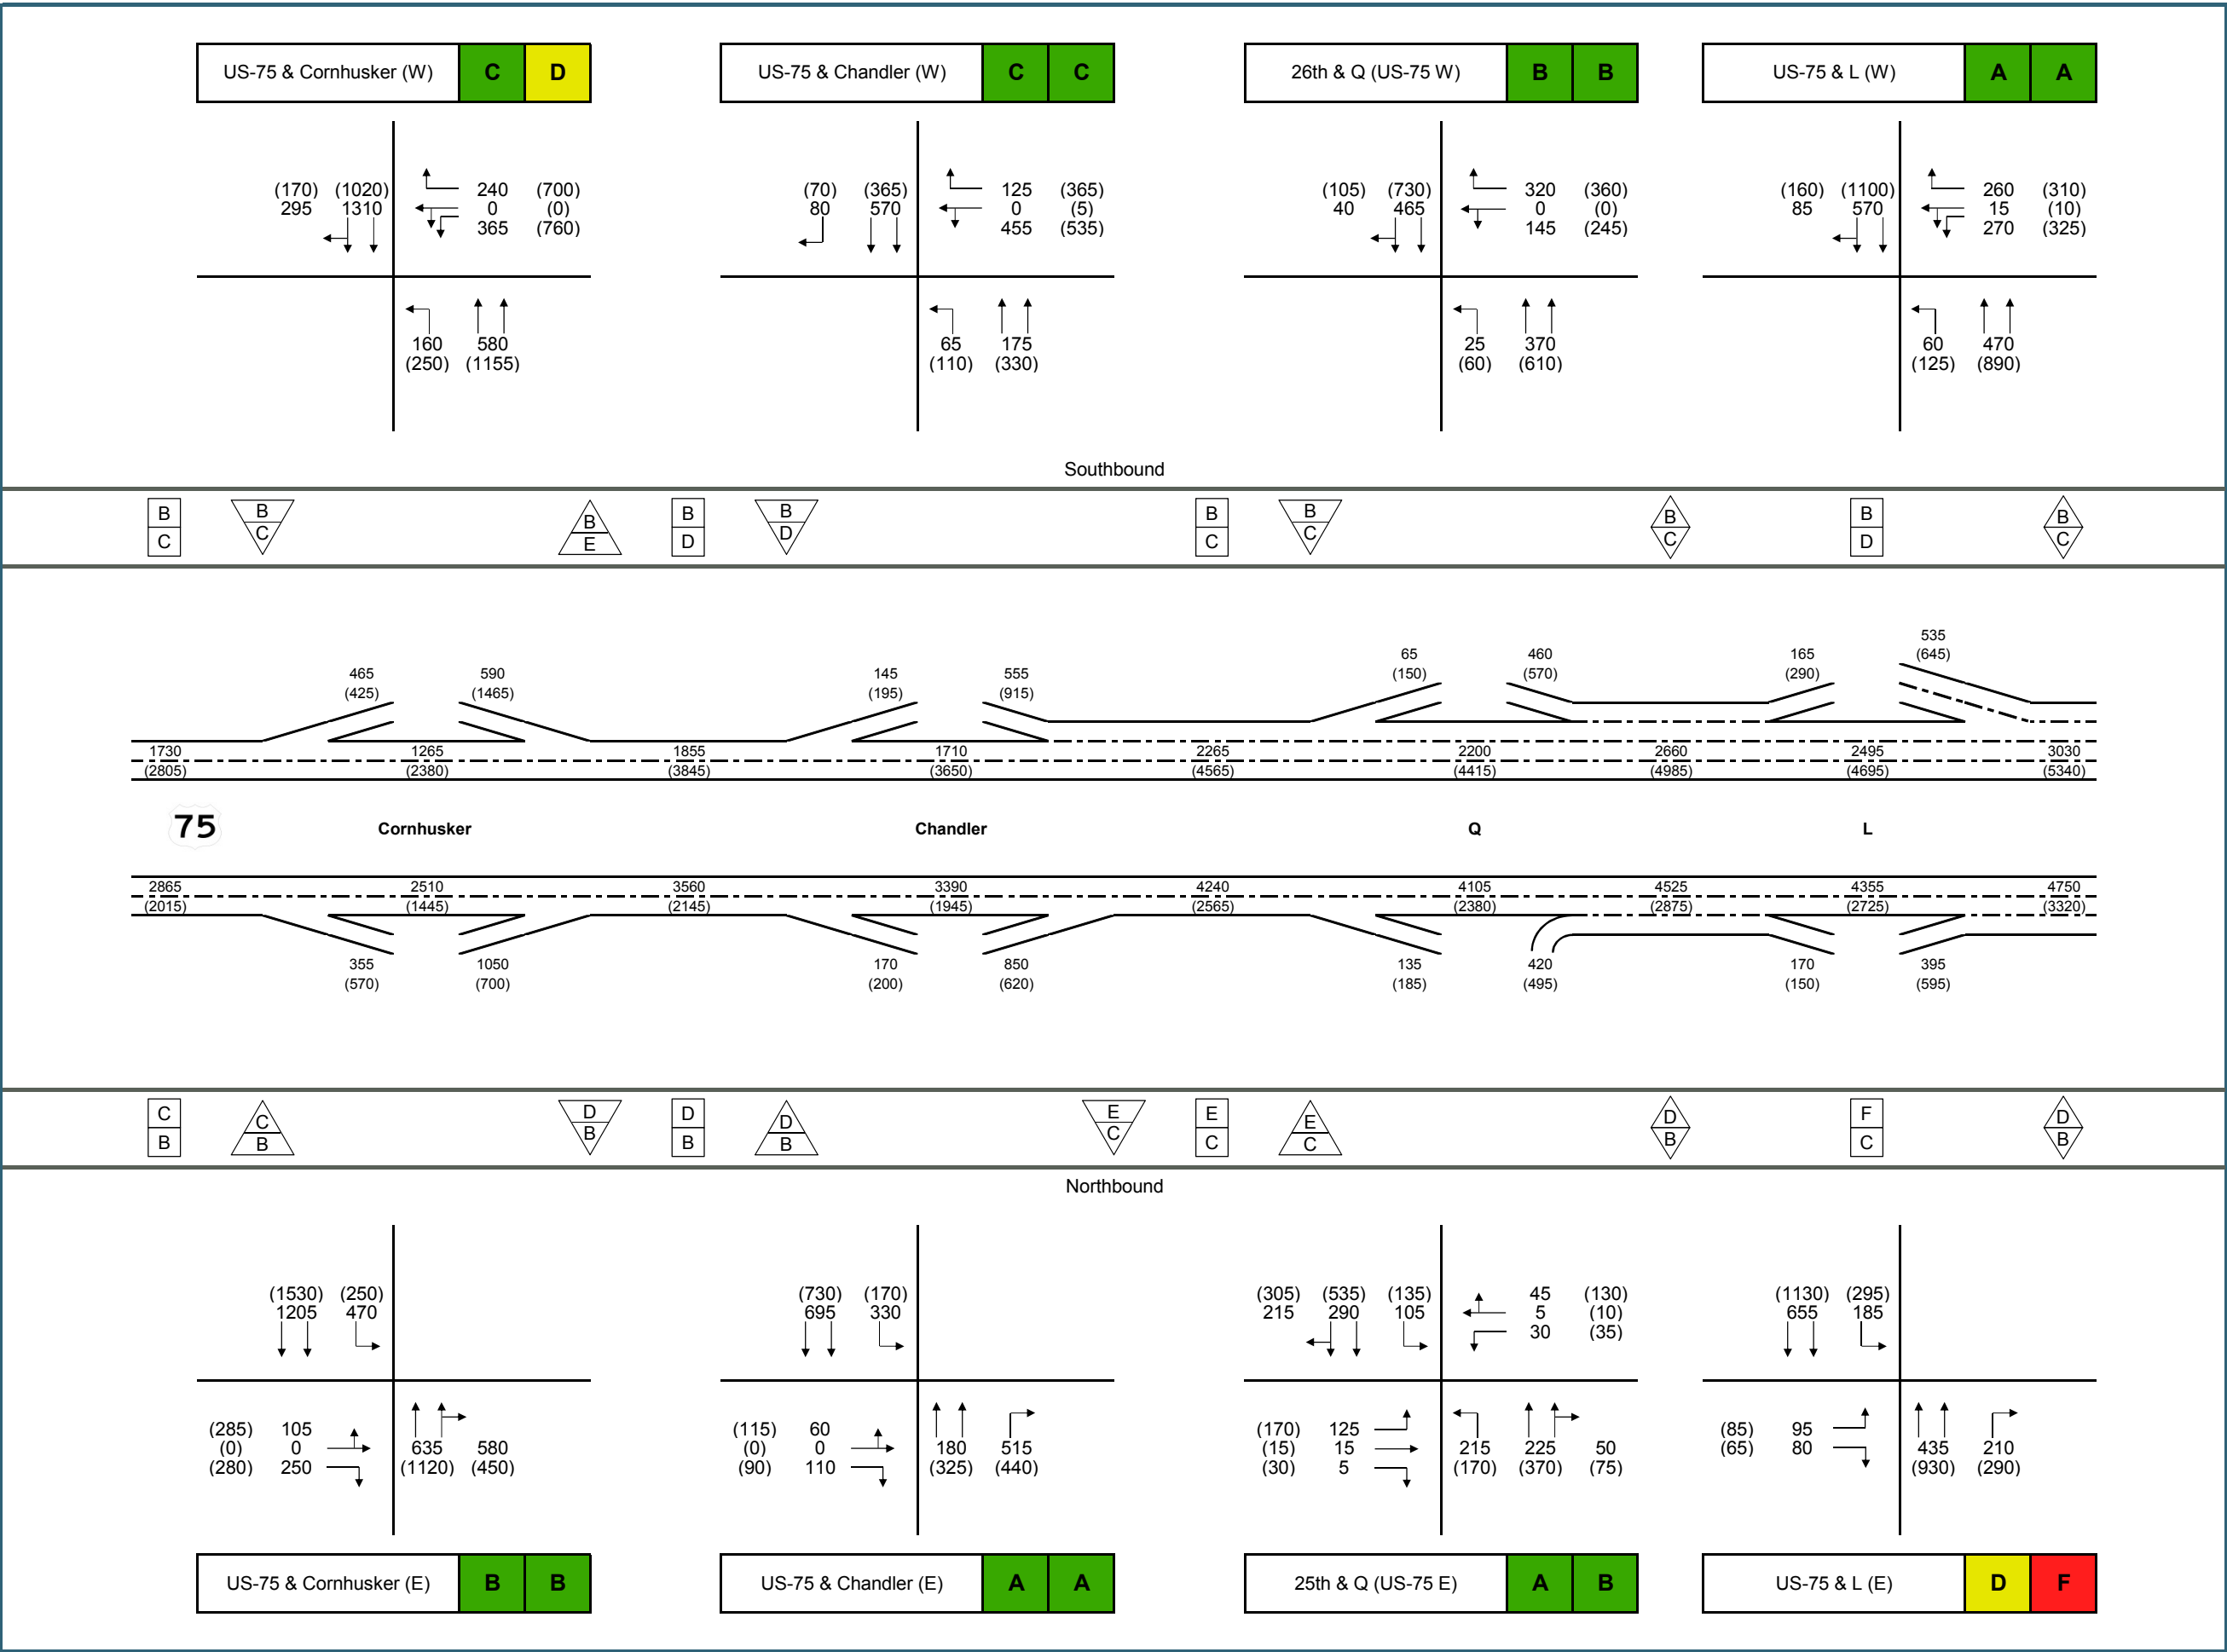 US-75 & Cornhusker (W) C D
US-75 & Chandler (W) C C
26th & Q (US-75 W) B B
US-75 & L (W) A A
(170) (1020) 240 (700)
295 1310 0 (0)
365 (760)
160 580
(250) (1155)
(70) (365) 125 (365)
80 570 0 (5)
455 (535)
65 175
(110) (330)
(105) (730) 320 (360)
40 465 0 (0)
145 (245)
25 370
(60) (610)
(160) (1100) 260 (310)
85 570 15 (10)
270 (325)
60 470
(125) (890)
Southbound
B B B B B B B B B B
C C E D D C C C D C
535
65 460 165 (645)
465 590 145 555 (150) (570) (290)
(425) (1465) (195) (915)
1730 1265 1855 1710 2265 2200 2660 2495 3030
(2805) (2380) (3845) (3650) (4565) (4415) (4985) (4695) (5340)
75 Cornhusker Chandler Q L
2865 2510 3560 3390 4240 4105 4525 4355 4750
(2015) (1445) (2145) (1945) (2565) (2380) (2875) (2725) (3320)
355 1050 170 850 135 420 170 395
(570) (700) (200) (620) (185) (495) (150) (595)
C C D D D E E E D F D
B B B B B C C C B C B
Northbound
(1530) (250)
1205 470
(285) 105
(0) 0 635 580
(280) 250 (1120) (450)
(730) (170)
695 330
(115) 60
(0) 0 180 515
(90) 110 (325) (440)
(305) (535) (135) 45 (130)
215 290 105 5 (10)
30 (35)
(170) 125
(15) 15 215 225 50
(30) 5 (170) (370) (75)
(1130) (295)
655 185
(85) 95
(65) 80 435 210
(930) (290)
US-75 & Cornhusker (E) B B
US-75 & Chandler (E) A A
25th & Q (US-75 E) A B
US-75 & L (E) D F